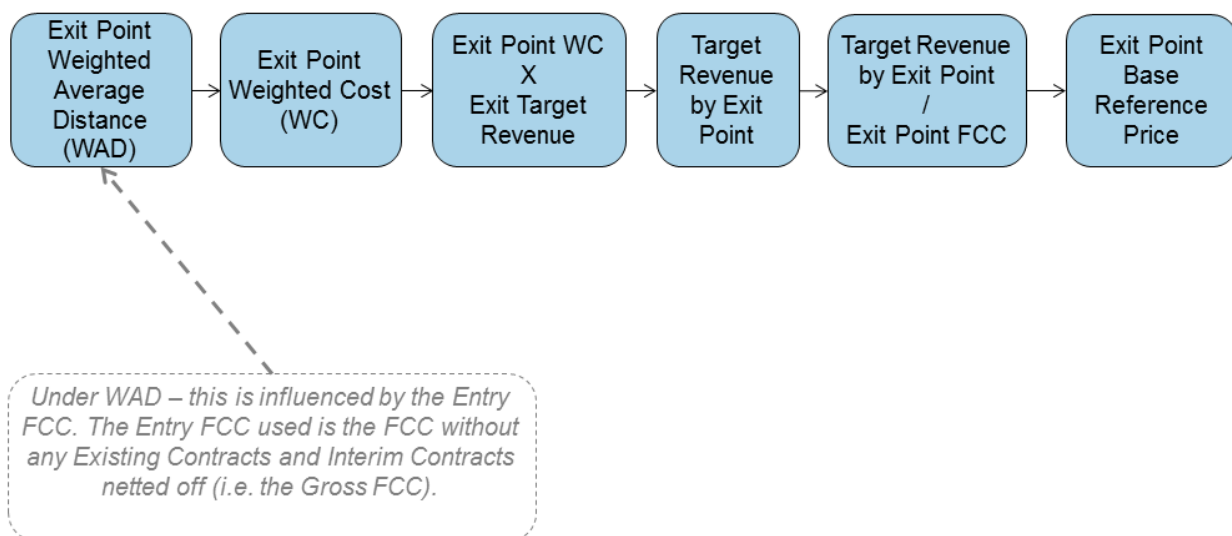 Exit Point
Weighted
Average
Distance
(WAD)
Exit Point
Weighted Cost
(WC)
Exit Point WC
X
Exit Target
Revenue
Target
Revenue
by Exit
Point
Target Revenue
by Exit Point
/
Exit Point FCC
Exit Point
Base
Reference
Price
Under WAD – this is influenced by the Entry
FCC. The Entry FCC used is the FCC without
any Existing Contracts and Interim Contracts
netted off (i.e. the Gross FCC).